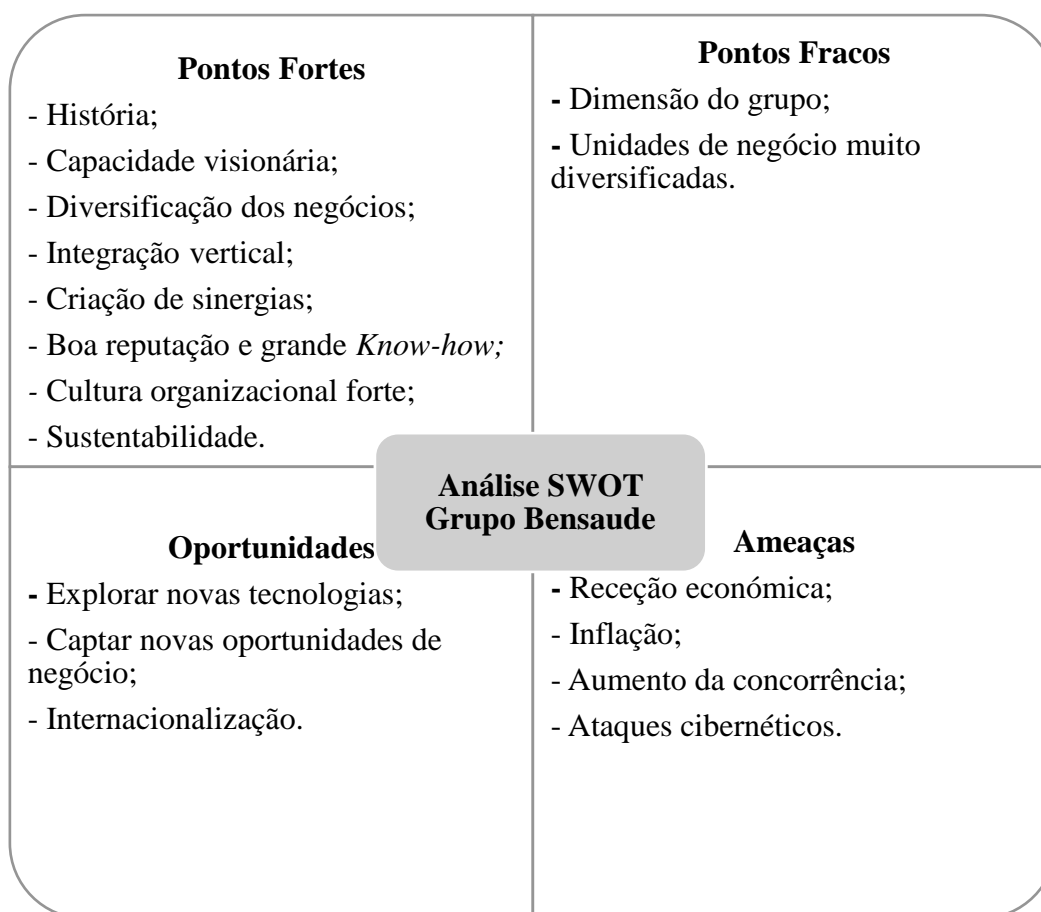 Pontos Fortes
- História;
- Capacidade visionária;
- Diversificação dos negócios;
- Integração vertical;
- Criação de sinergias;
- Boa reputação e grande Know-how;
- Cultura organizacional forte;
- Sustentabilidade.
Pontos Fracos
- Dimensão do grupo;
- Unidades de negócio muito
diversificadas.
Análise SWOT
Grupo Bensaude
Oportunidades
- Explorar novas tecnologias;
- Captar novas oportunidades de
negócio;
- Internacionalização.
Ameaças
- Receção económica;
- Inflação;
- Aumento da concorrência;
- Ataques cibernéticos.